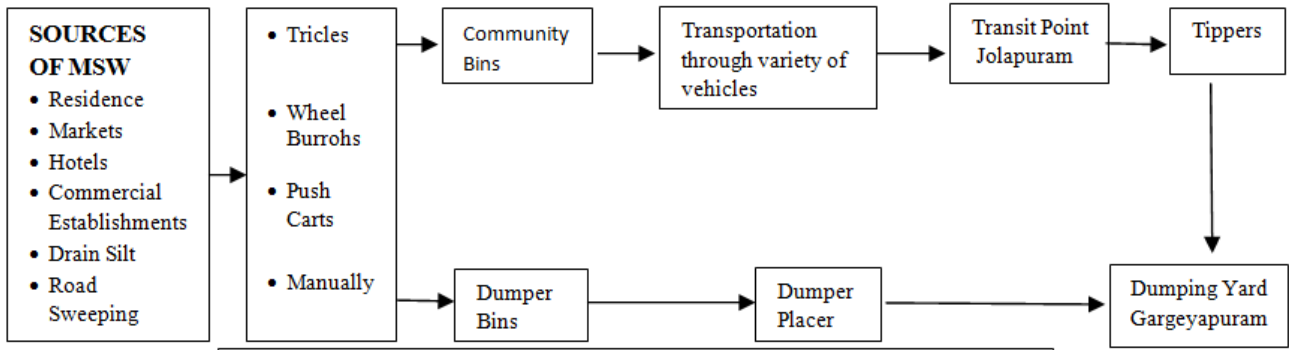 SOURCES
OF MSW
• Residence
• Markets
• Hotels
• Commercial
Establishments
• Drain Silt
• Road
Sweeping
• Tricles
• Wheel
Burrohs
• Push
Carts
• Manually
Community
Bins
Transportation
through variety of
vehicles
Transit Point
Jolapuram
Tippers
Dumper
Bins
Dumper
Placer
Dumping Yard
Gargeyapuram